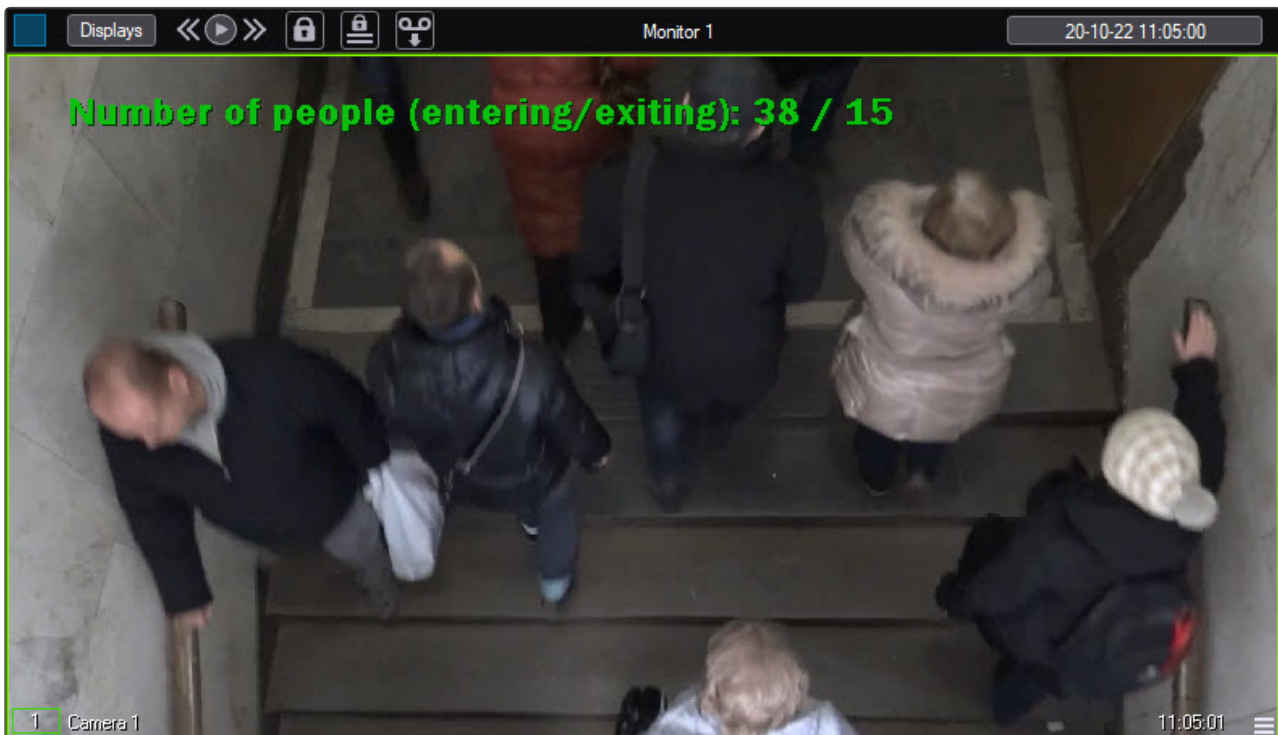 Displays Monitor 1 20-10-22 11:05:00
Number of people (entering/exiting): 38 / 15
1 Camera 1 11:05:01